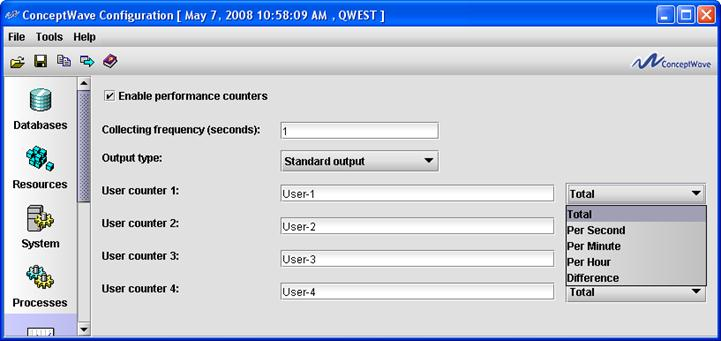 ConceptWave Configuration [ May 7, 2008 10:58:09 AM , QWEST ]
File Tools Help
ConceptWave
Databases
Resources
System
Processes
Enable performance counters
Collecting frequency (seconds): 1
Output type: Standard output
User counter 1: User-1 Total
Total
Per Second
Per Minute
Per Hour
Difference
User counter 2: User-2
User counter 3: User-3
User counter 4: User-4 Total